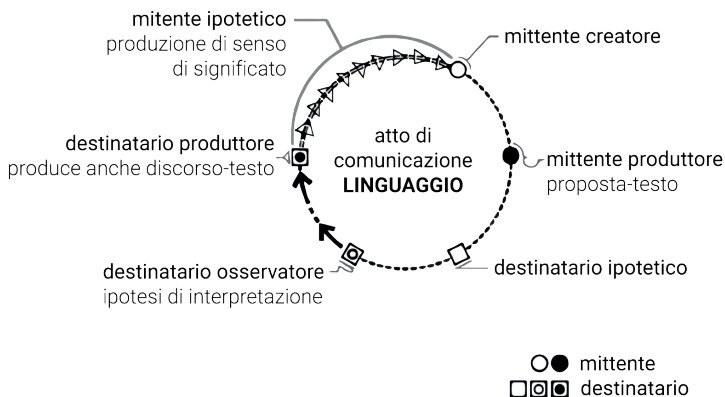 mitente ipotetico
produzione di senso
di significato
mittente creatore
destinatario produttore
produce anche discorso-testo
atto di
comunicazione
LINGUAGGIO
mittente produttore
proposta-testo
destinatario osservatore
ipotesi di interpretazione
destinatario ipotetico
mittente
destinatario